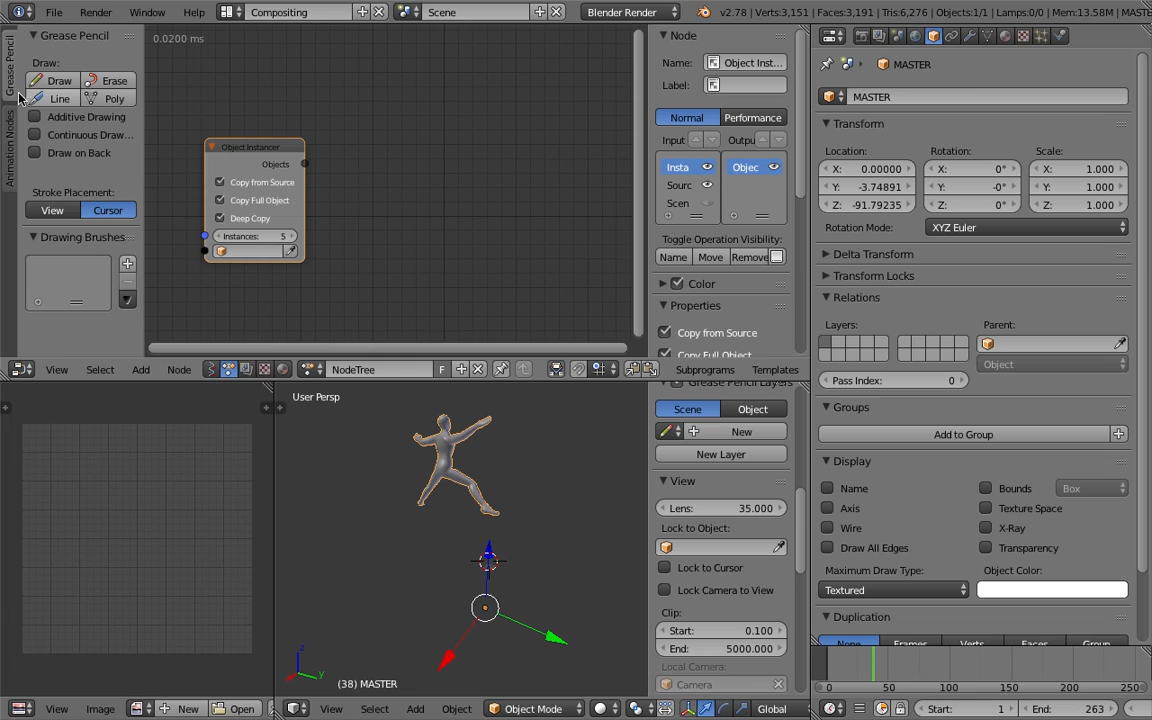 File Render Window Help Compositing Scene Blender Render v2.78 | Verts:3,151 | Faces:3,191 | Tris:6,276 | Objects:1/1 | Lamps:0/0 | Mem:13.58M | MASTE
Grease Pencil
Animation Nodes
Grease Pencil
Draw:
Draw Erase
Line Poly
Additive Drawing
Continuous Draw...
Draw on Back
Stroke Placement:
View Cursor
Drawing Brushes
0.0200 ms
Object Instancer
Objects
Copy from Source
Copy Full Object
Deep Copy
Instances: 5
Node
Name: Object Inst...
Label:
Normal Performance
Input Outpu
Insta Objec
Sourc
Scen
Toggle Operation Visibility:
Name Move Remove
Color
Properties
Copy from Source
Copy Full Object
View Select Add Node NodeTree F Subprograms Templates
User Persp
z
y
(38) MASTER
Grease Pencil Layers
Scene Object
New
New Layer
View
Lens: 35.000
Lock to Object:
Lock to Cursor
Lock Camera to View
Clip:
Start: 0.100
End: 5000.000
Local Camera:
Camera
View Image New Open
View Select Add Object Object Mode Global
MASTER
MASTER
Transform
Location: Rotation: Scale:
X: 0.00000 X: 0° X: 1.000
Y: -3.74891 Y: -0° Y: 1.000
Z: -91.79235 Z: 0° Z: 1.000
Rotation Mode: XYZ Euler
Delta Transform
Transform Locks
Relations
Layers: Parent:
Object
Pass Index: 0
Groups
Add to Group
Display
Name Bounds Box
Axis Texture Space
Wire X-Ray
Draw All Edges Transparency
Maximum Draw Type: Object Color:
Textured
Duplication
None Frames Verts Faces Group
0 50 100 150 200 250
Start: 1 End: 263